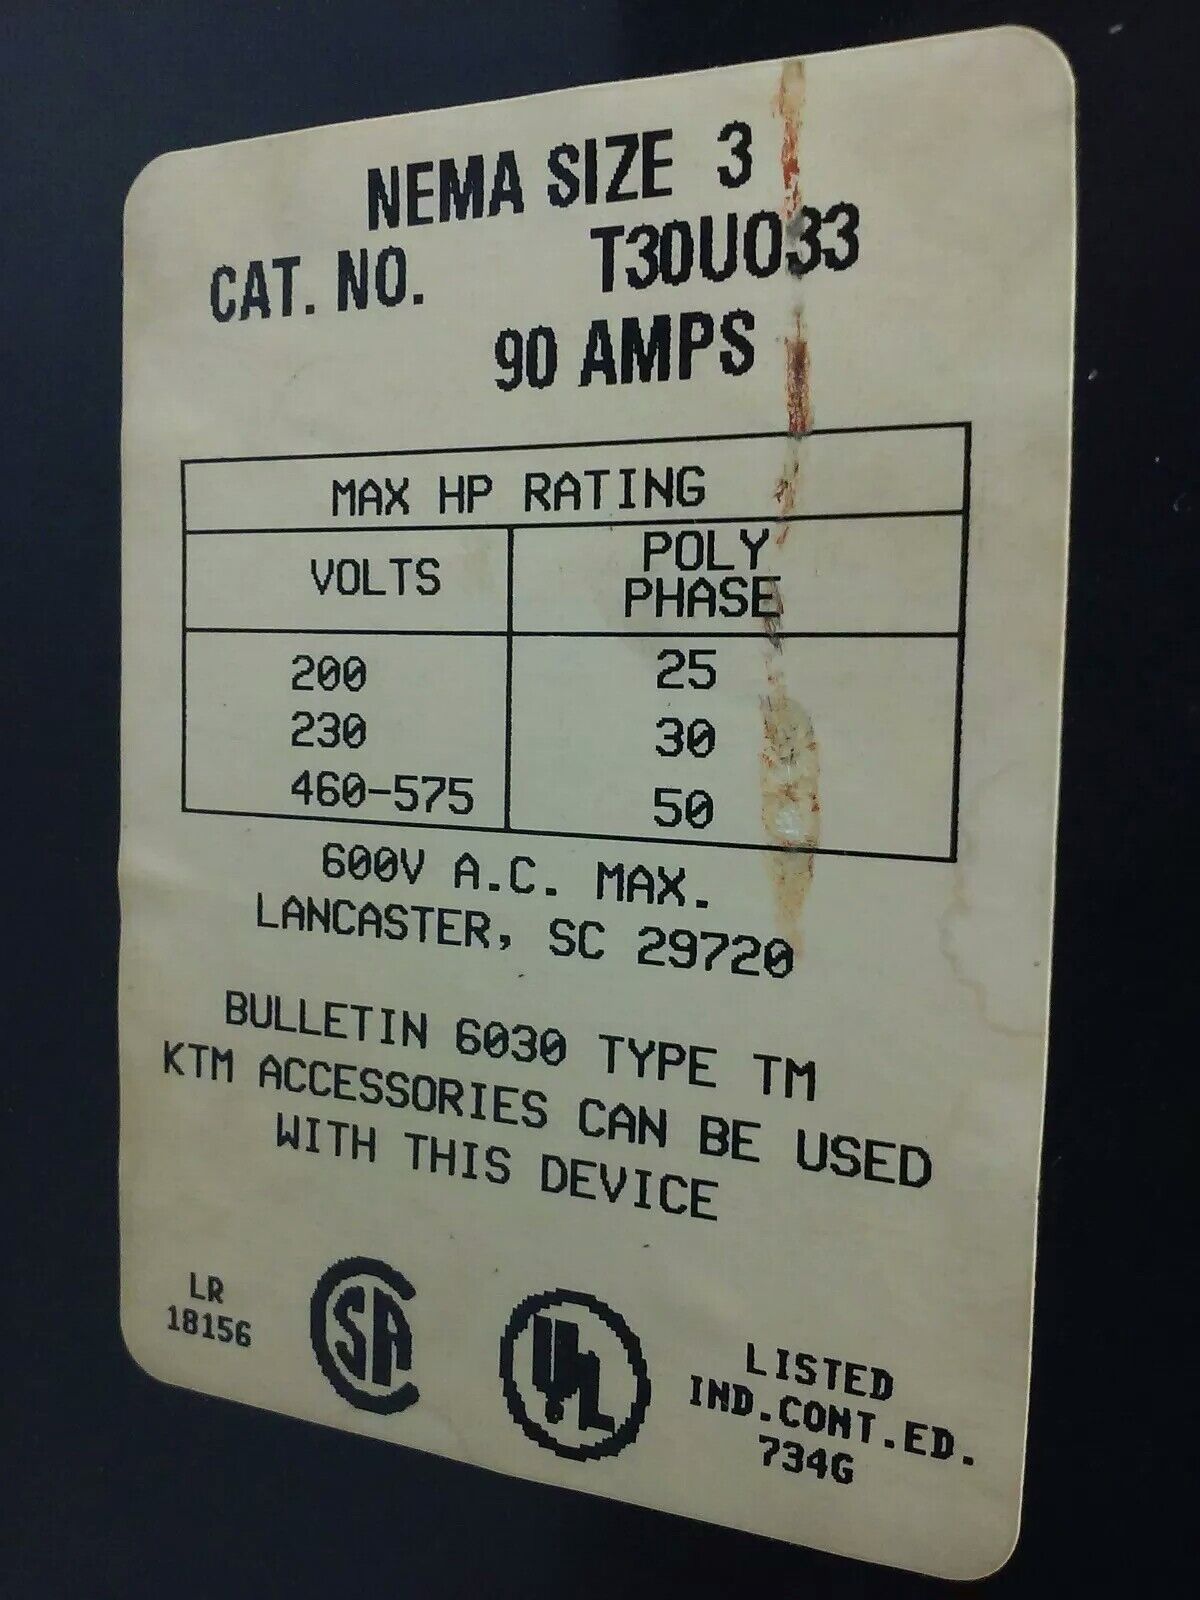 NEMA SIZE 3
CAT. NO. T30U033
90 AMPS
MAX HP RATING
VOLTS POLY PHASE
200 25
230 30
460-575 50
600V A.C. MAX.
LANCASTER, SC 29720
BULLETIN 6030 TYPE TM
KTM ACCESSORIES CAN BE USED
WITH THIS DEVICE
LR
18156
SA
UL
LISTED
IND.CONT.ED.
734G